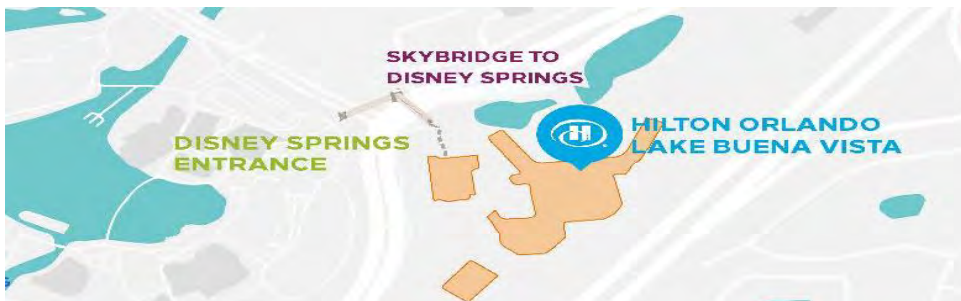 SKYBRIDGE TO
DISNEY SPRINGS
DISNEY SPRINGS
ENTRANCE
H
HILTON ORLANDO
LAKE BUENA VISTA